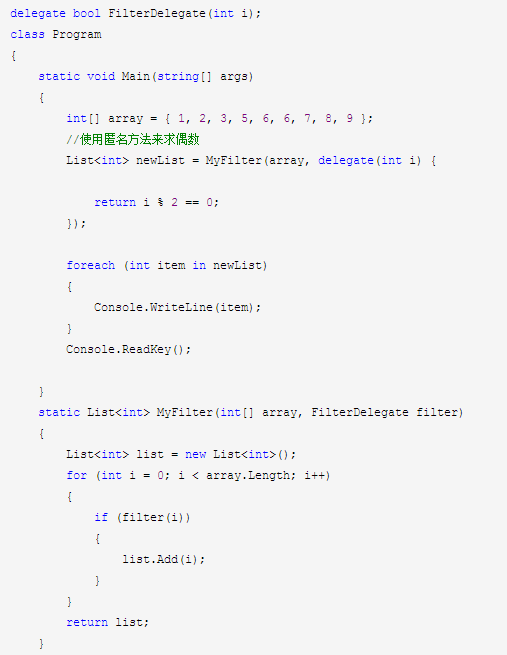 delegate bool FilterDelegate(int i);
class Program
{
    static void Main(string[] args)
    {
        int[] array = { 1, 2, 3, 5, 6, 6, 7, 8, 9 };
        //使用匿名方法来求偶数
        List<int> newList = MyFilter(array, delegate(int i) {
            return i % 2 == 0;
        });
        foreach (int item in newList)
        {
            Console.WriteLine(item);
        }
        Console.ReadKey();
    }
    static List<int> MyFilter(int[] array, FilterDelegate filter)
    {
        List<int> list = new List<int>();
        for (int i = 0; i < array.Length; i++)
        {
            if (filter(i))
            {
                list.Add(i);
            }
        }
        return list;
    }